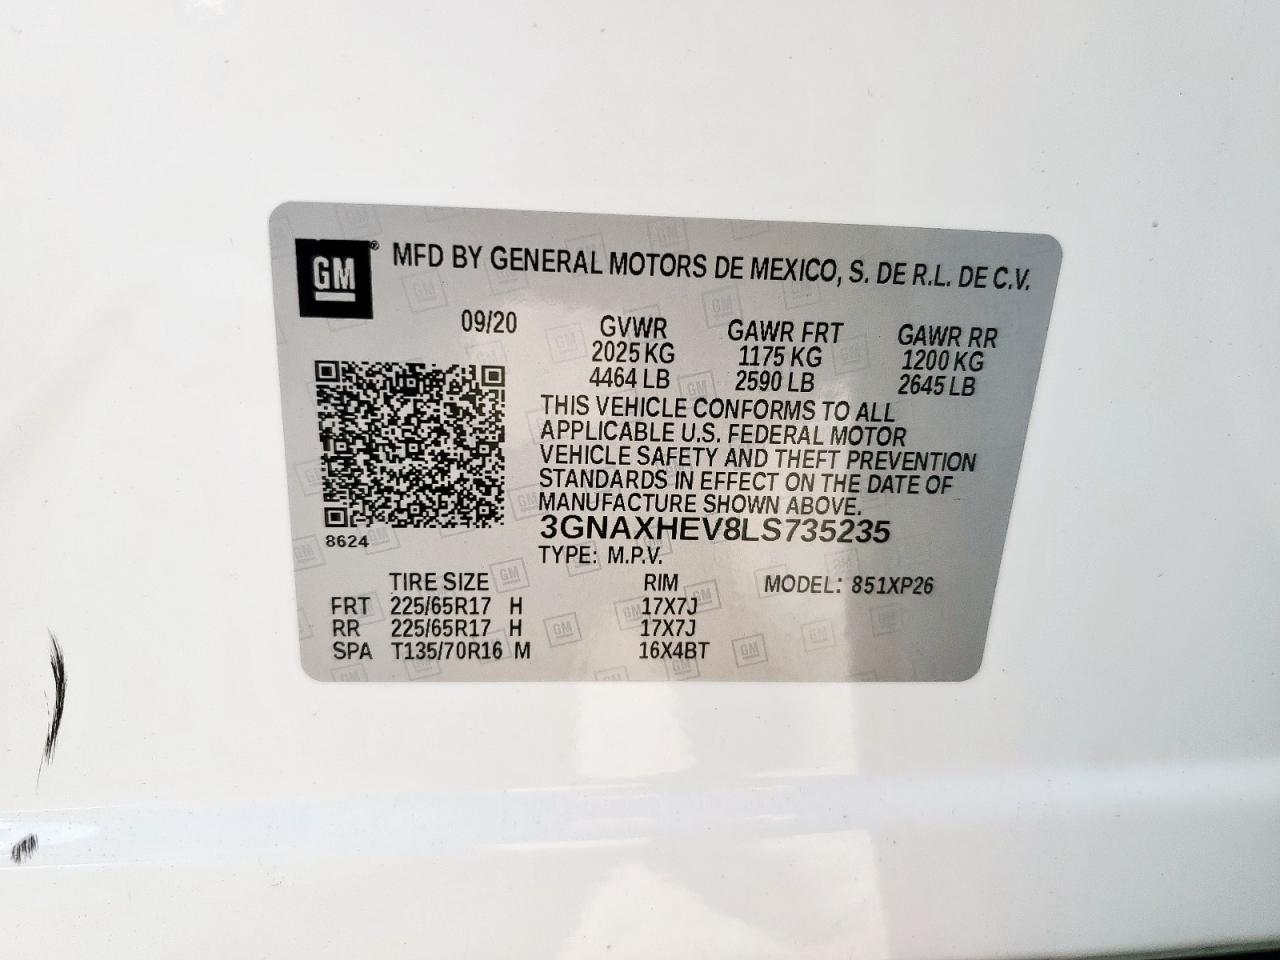 GM® MFD BY GENERAL MOTORS DE MEXICO, S. DE R.L. DE C.V.
09/20 GVWR GAWR FRT GAWR RR
2025 KG 1175 KG 1200 KG
4464 LB 2590 LB 2645 LB
THIS VEHICLE CONFORMS TO ALL
APPLICABLE U.S. FEDERAL MOTOR
VEHICLE SAFETY AND THEFT PREVENTION
STANDARDS IN EFFECT ON THE DATE OF
MANUFACTURE SHOWN ABOVE.
3GNAXHEV8LS735235
8624
TYPE: M.P.V.
TIRE SIZE RIM MODEL: 851XP26
FRT 225/65R17 H 17X7J
RR 225/65R17 H 17X7J
SPA T135/70R16 M 16X4BT